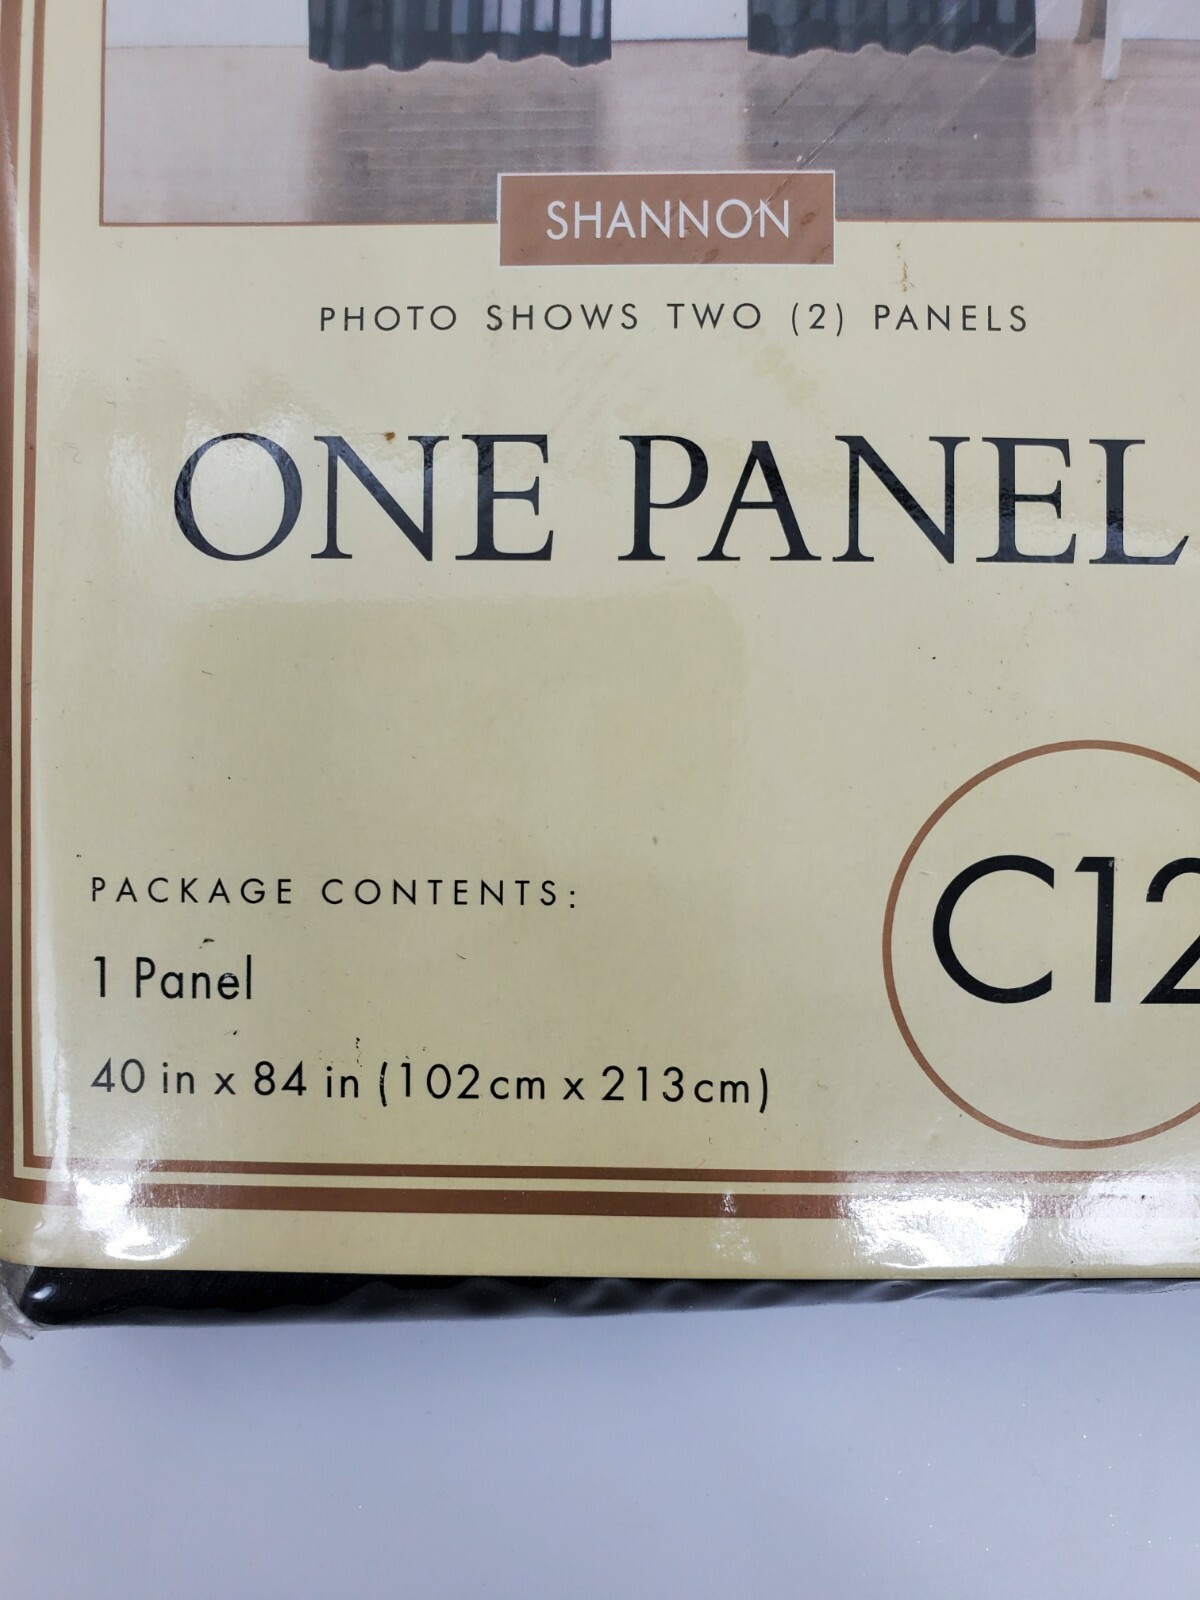 SHANNON
PHOTO SHOWS TWO (2) PANELS
ONE PANEL
C12
PACKAGE CONTENTS:
1 Panel
40 in x 84 in (102cm x 213cm)